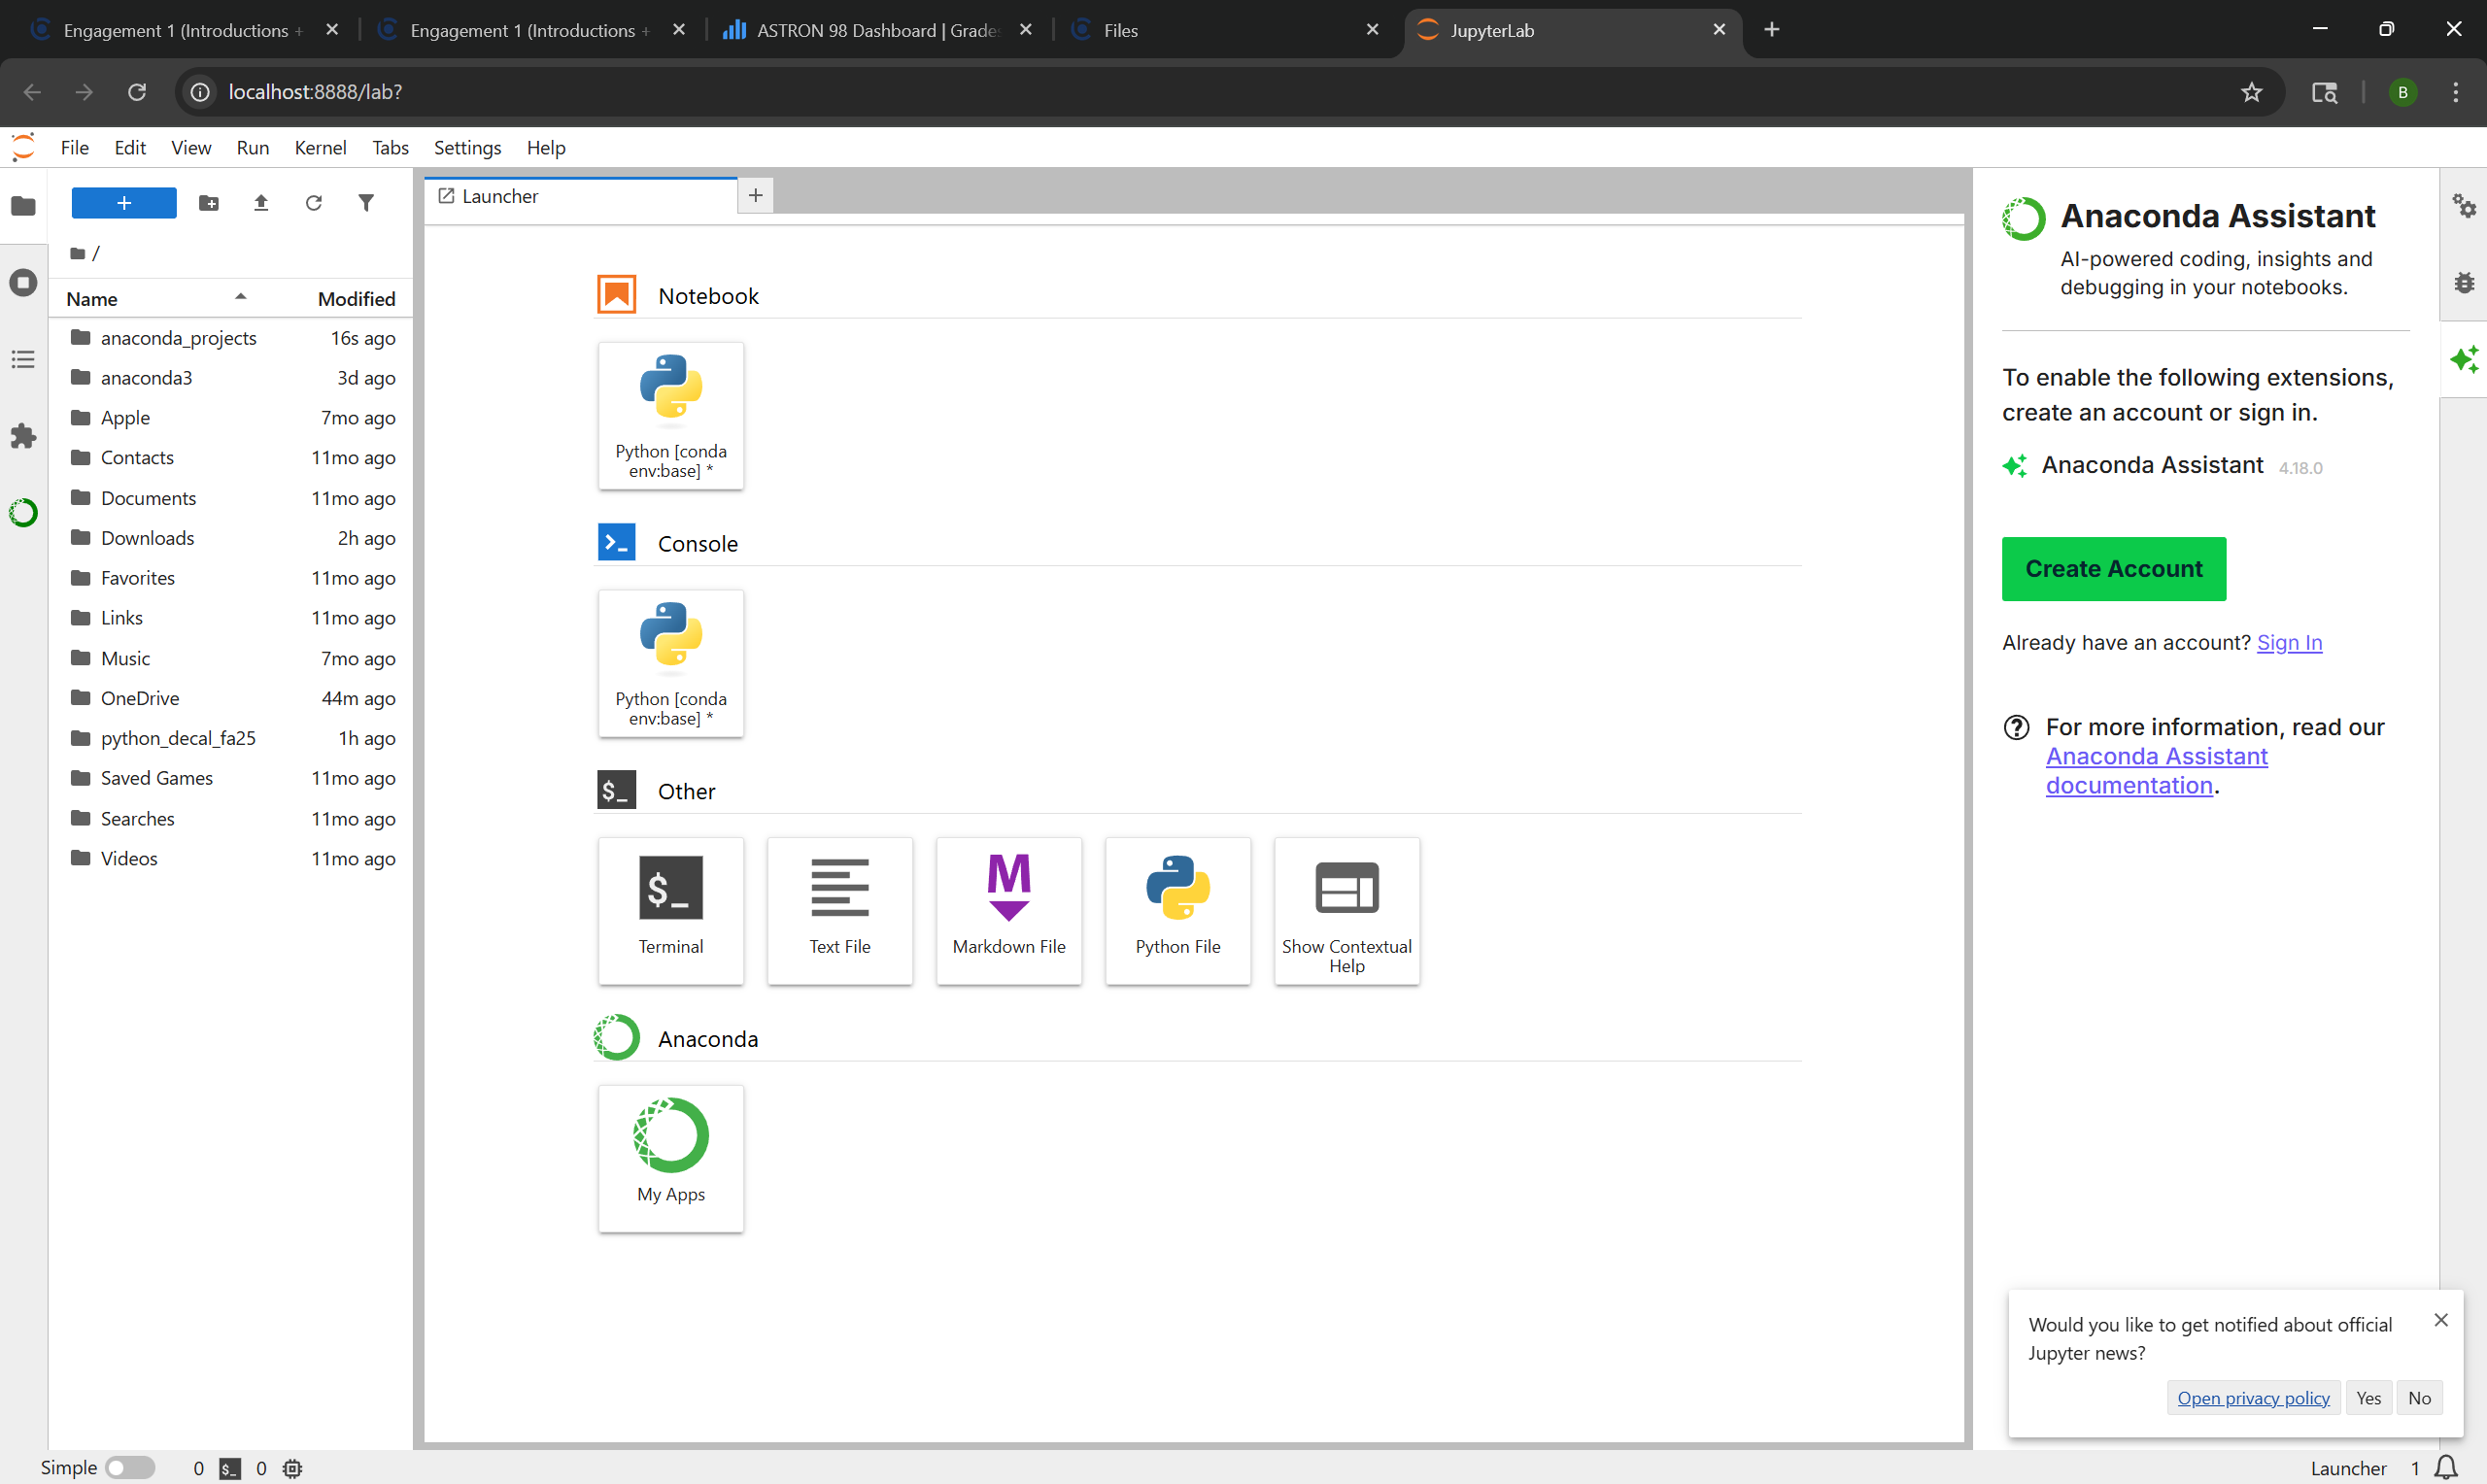 Engagement 1 (Introductions +
Engagement 1 (Introductions +
ASTRON 98 Dashboard | Grades
Files
JupyterLab
localhost:8888/lab?
B
File Edit View Run Kernel Tabs Settings Help
/
Name Modified
anaconda_projects 16s ago
anaconda3 3d ago
Apple 7mo ago
Contacts 11mo ago
Documents 11mo ago
Downloads 2h ago
Favorites 11mo ago
Links 11mo ago
Music 7mo ago
OneDrive 44m ago
python_decal_fa25 1h ago
Saved Games 11mo ago
Searches 11mo ago
Videos 11mo ago
Launcher
Notebook
Python [conda
env:base] *
Console
Python [conda
env:base] *
$_ Other
$_
Terminal
Text File
M
Markdown File
Python File
Show Contextual
Help
Anaconda
My Apps
Anaconda Assistant
AI-powered coding, insights and
debugging in your notebooks.
To enable the following extensions,
create an account or sign in.
Anaconda Assistant 4.18.0
Create Account
Already have an account? Sign In
For more information, read our
Anaconda Assistant
documentation.
Would you like to get notified about official
Jupyter news?
Open privacy policy Yes No
Simple 0 $_ 0
Launcher 1